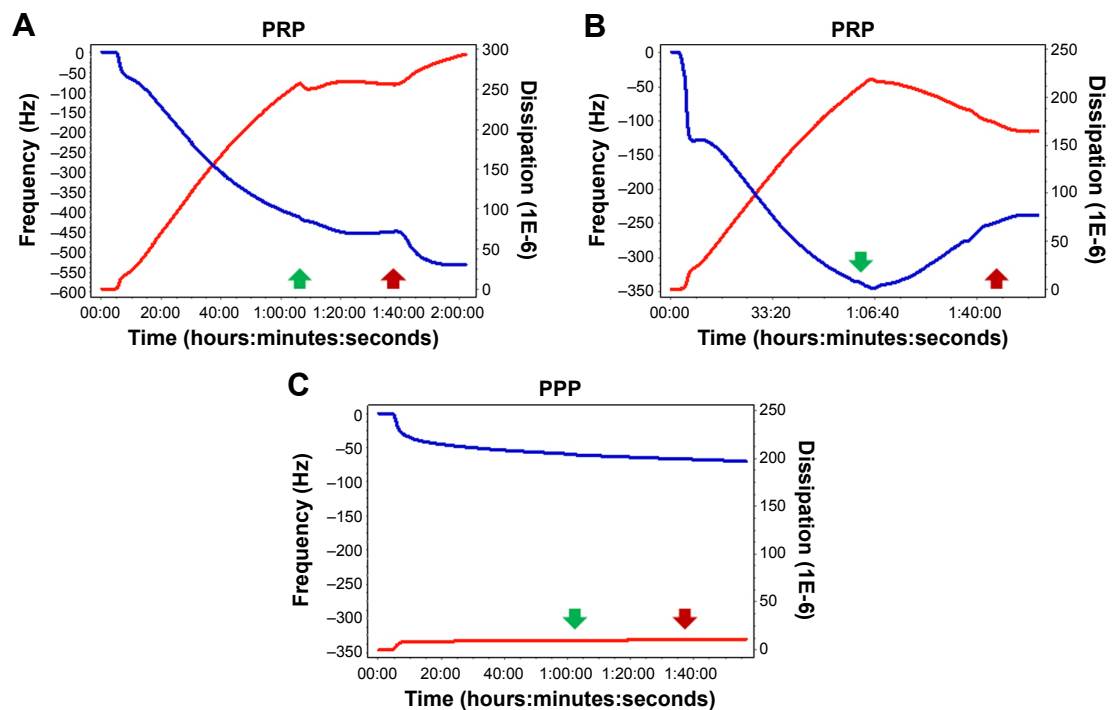 A
PRP
0
–50
–100
–150
–200
–250
–300
–350
–400
–450
–500
–550
–600
Frequency (Hz)
300
250
200
150
100
50
0
Dissipation (1E-6)
00:00 20:00 40:00 1:00:00 1:20:00 1:40:00 2:00:00
Time (hours:minutes:seconds)
B
PRP
0
–50
–100
–150
–200
–250
–300
–350
Frequency (Hz)
250
200
150
100
50
0
Dissipation (1E-6)
00:00 33:20 1:06:40 1:40:00
Time (hours:minutes:seconds)
C
PPP
0
–50
–100
–150
–200
–250
–300
–350
Frequency (Hz)
250
200
150
100
50
0
Dissipation (1E-6)
00:00 20:00 40:00 1:00:00 1:20:00 1:40:00
Time (hours:minutes:seconds)